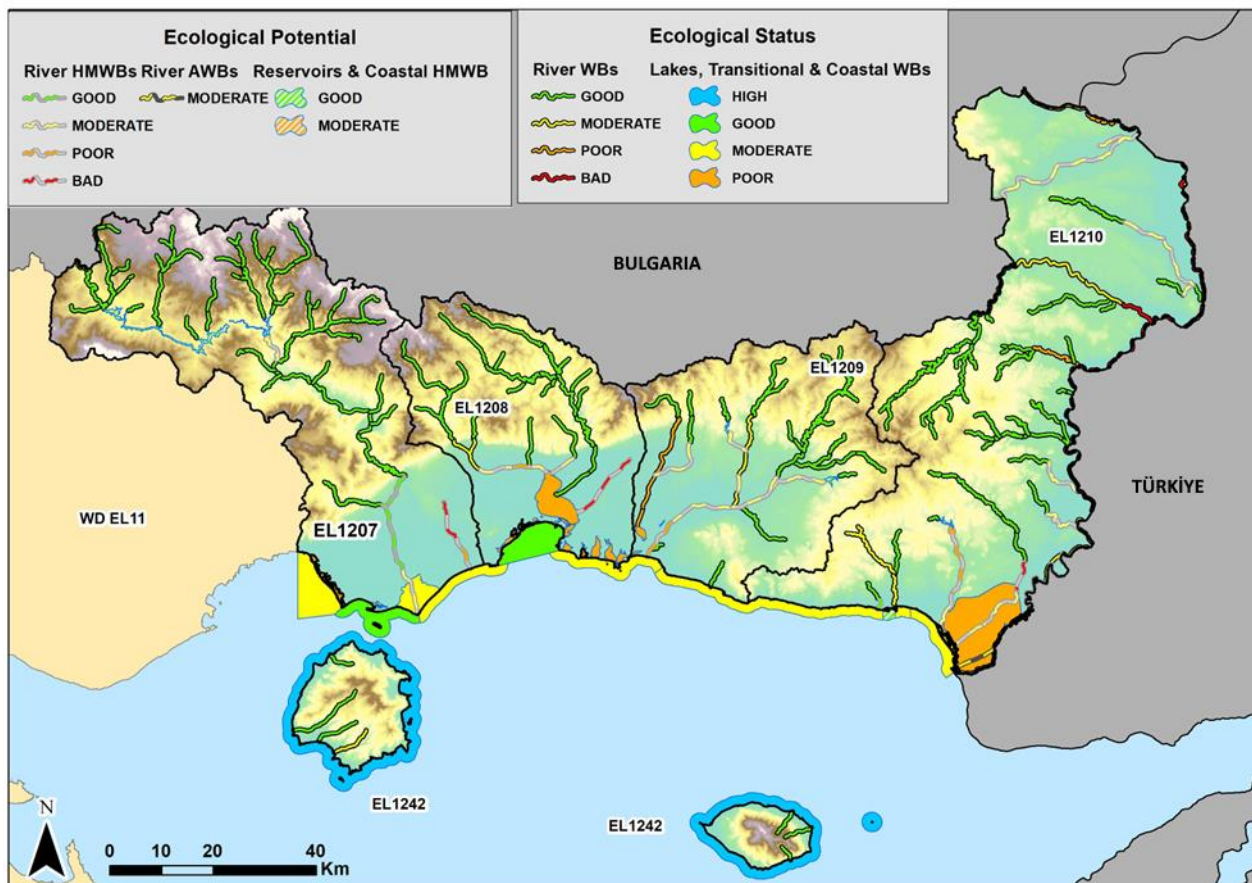 Ecological Potential
River HMWBs River AWBs Reservoirs & Coastal HMWB
GOOD MODERATE GOOD
MODERATE MODERATE
POOR
BAD
Ecological Status
River WBs Lakes, Transitional & Coastal WBs
GOOD HIGH
MODERATE GOOD
POOR MODERATE
BAD POOR
EL1210
BULGARIA
EL1209
EL1208
TÜRKİYE
WD EL11
EL1207
EL1242
EL1242
N
0 10 20 40
Km